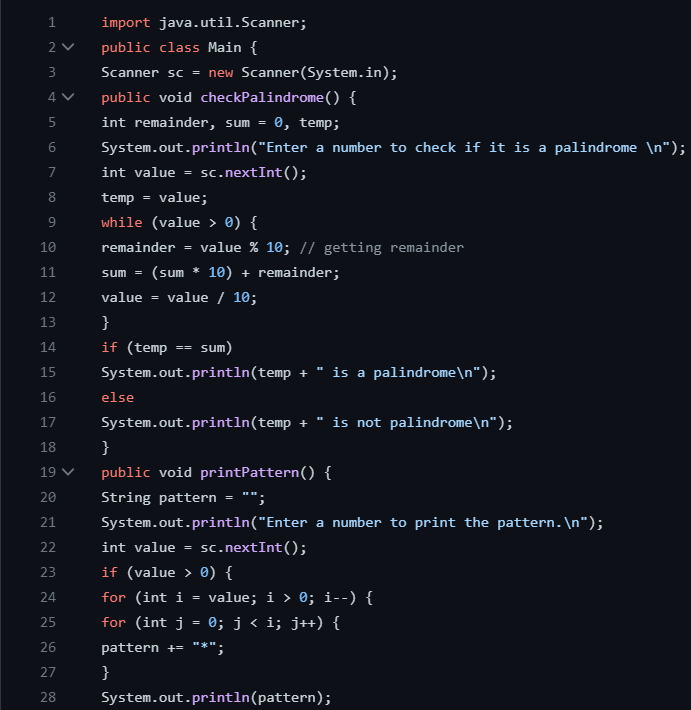 1 import java.util.Scanner;
2 public class Main {
3 Scanner sc = new Scanner(System.in);
4 public void checkPalindrome() {
5 int remainder, sum = 0, temp;
6 System.out.println("Enter a number to check if it is a palindrome \n");
7 int value = sc.nextInt();
8 temp = value;
9 while (value > 0) {
10 remainder = value % 10; // getting remainder
11 sum = (sum * 10) + remainder;
12 value = value / 10;
13 }
14 if (temp == sum)
15 System.out.println(temp + " is a palindrome\n");
16 else
17 System.out.println(temp + " is not palindrome\n");
18 }
19 public void printPattern() {
20 String pattern = "";
21 System.out.println("Enter a number to print the pattern.\n");
22 int value = sc.nextInt();
23 if (value > 0) {
24 for (int i = value; i > 0; i--) {
25 for (int j = 0; j < i; j++) {
26 pattern += "*";
27 }
28 System.out.println(pattern);